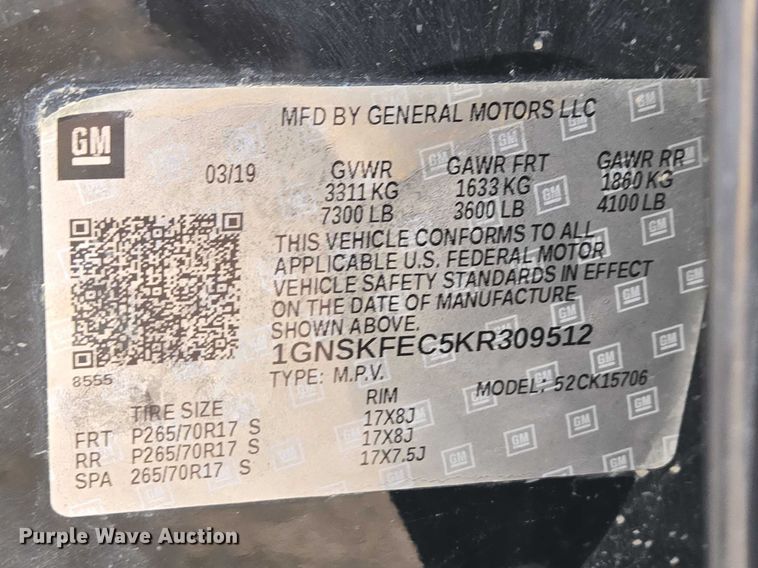 GM
MFD BY GENERAL MOTORS LLC
03/19 GVWR GAWR FRT GAWR RR
3311 KG 1633 KG 1860 KG
7300 LB 3600 LB 4100 LB
THIS VEHICLE CONFORMS TO ALL
APPLICABLE U.S. FEDERAL MOTOR
VEHICLE SAFETY STANDARDS IN EFFECT
ON THE DATE OF MANUFACTURE
SHOWN ABOVE.
1GNSKFEC5KR309512
8555
TYPE: M.P.V. MODEL: 52CK15706
TIRE SIZE RIM
FRT P265/70R17 S 17X8J
RR P265/70R17 S 17X8J
SPA 265/70R17 S 17X7.5J
Purple Wave Auction